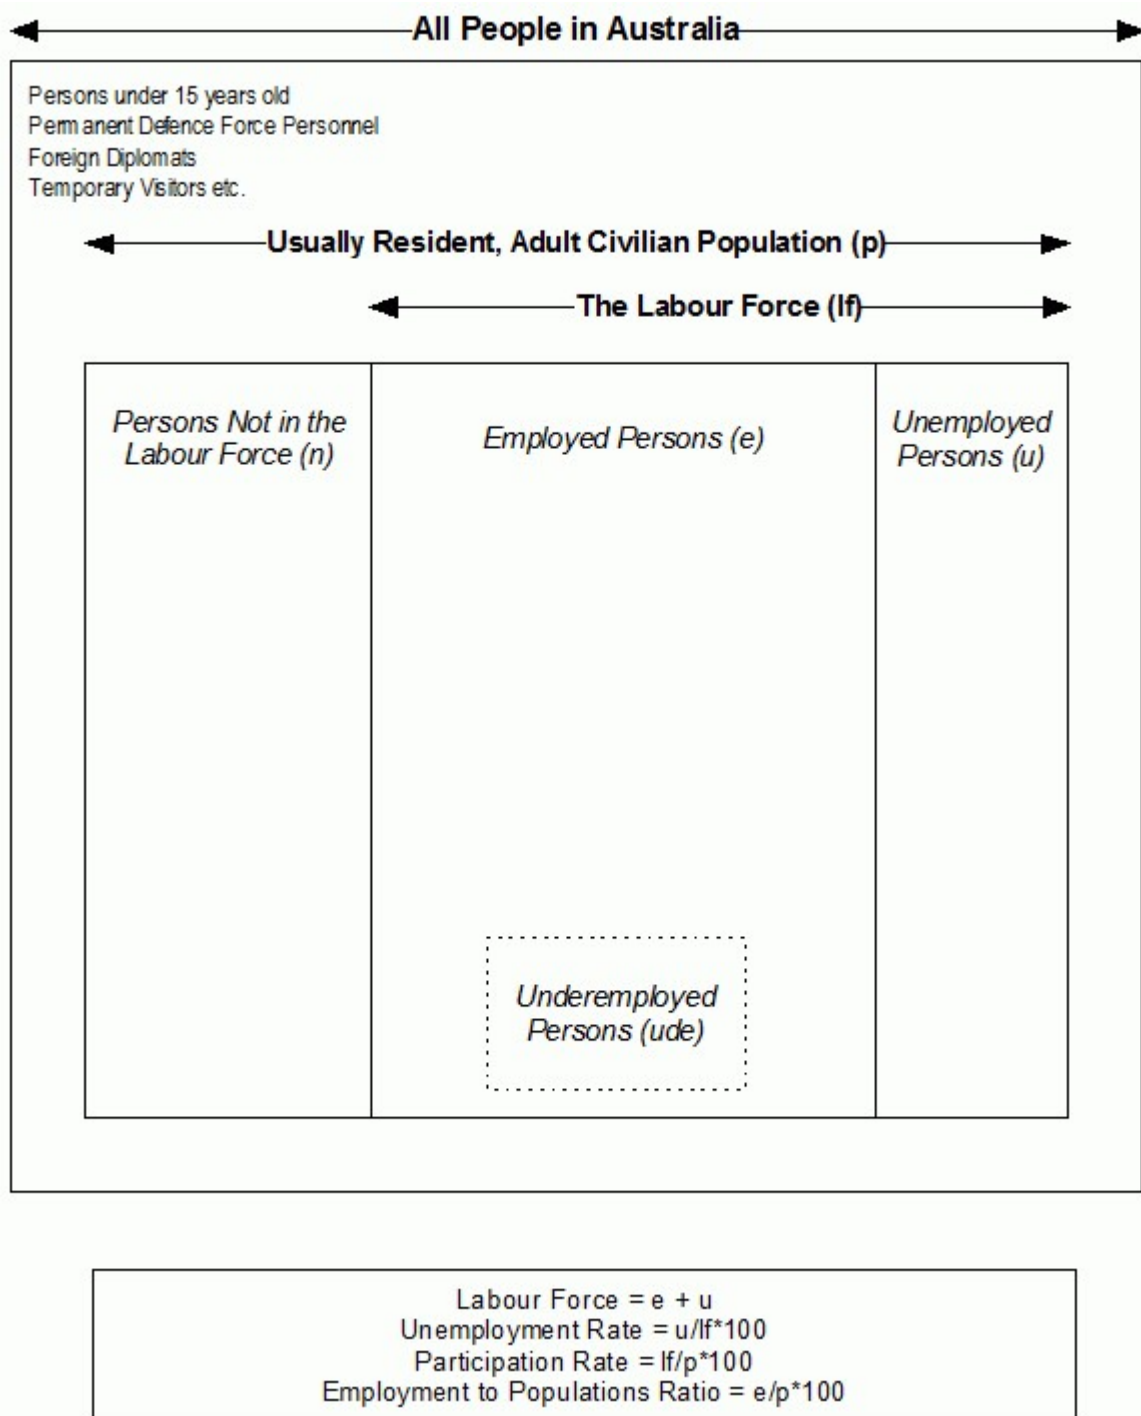 All People in Australia
Persons under 15 years old
Permanent Defence Force Personnel
Foreign Diplomats
Temporary Visitors etc.
Usually Resident, Adult Civilian Population (p)
The Labour Force (lf)
Persons Not in the
Labour Force (n)
Employed Persons (e)
Unemployed
Persons (u)
Underemployed
Persons (ude)
Labour Force = e + u
Unemployment Rate = u/lf*100
Participation Rate = lf/p*100
Employment to Populations Ratio = e/p*100